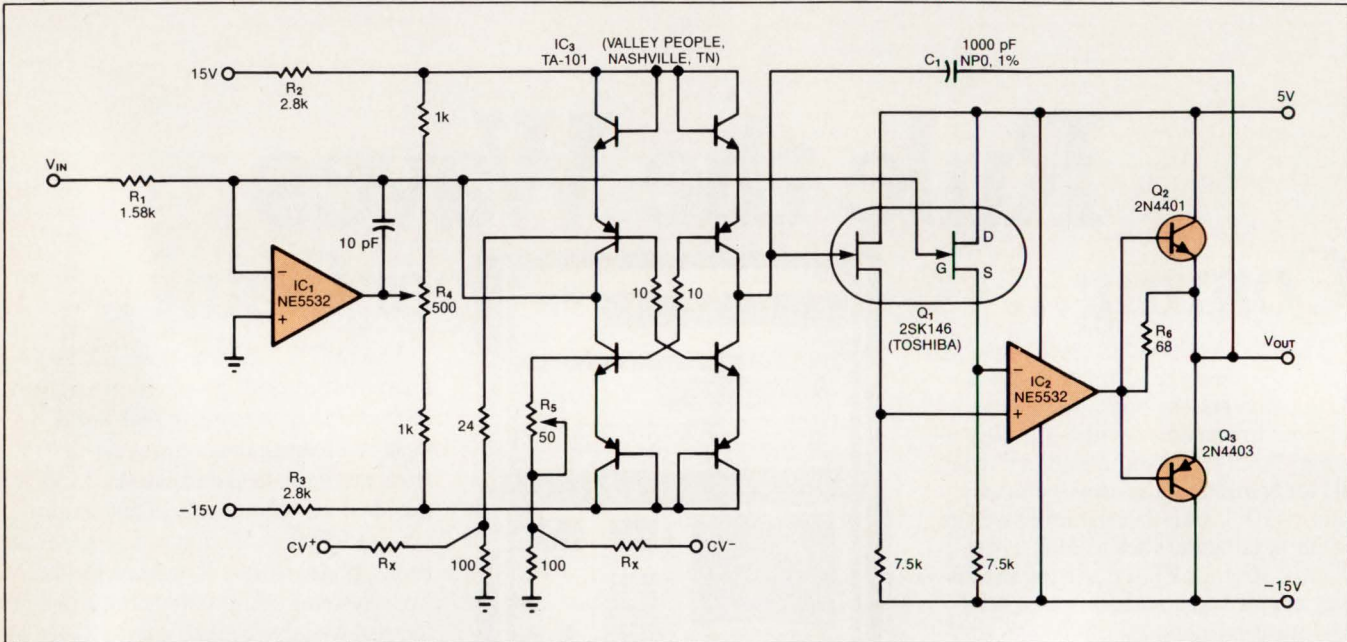 IC3
TA-101
(VALLEY PEOPLE,
NASHVILLE, TN)
1000 pF
NP0, 1%
C1
15V
R2
2.8k
5V
1k
VIN
R1
1.58k
10 pF
IC1
NE5532
R4
500
10
10
D
G
S
Q1
2SK146
(TOSHIBA)
Q2
2N4401
R6
68
VOUT
IC2
NE5532
Q3
2N4403
1k
24
R5
50
R3
2.8k
-15V
7.5k
7.5k
CV+
RX
100
100
RX
CV-
-15V